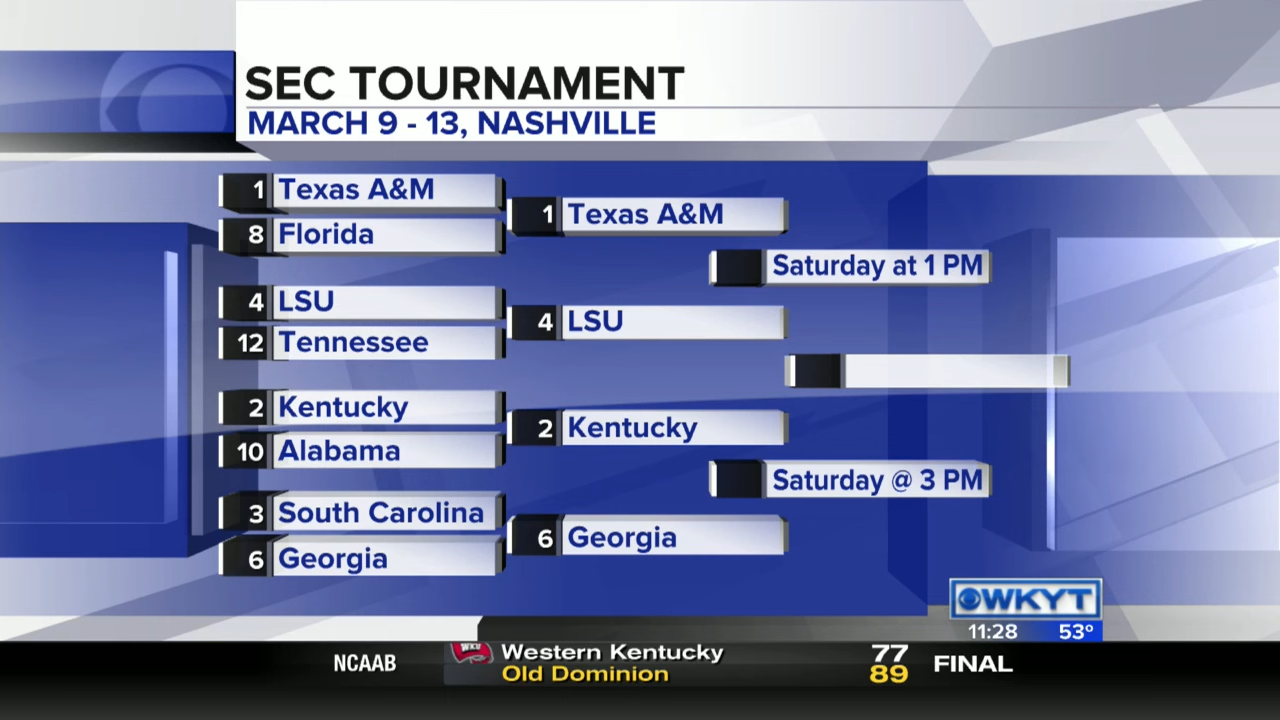 SEC TOURNAMENT
MARCH 9 - 13, NASHVILLE
1 Texas A&M
8 Florida
1 Texas A&M
Saturday at 1 PM
4 LSU
12 Tennessee
4 LSU
2 Kentucky
10 Alabama
2 Kentucky
Saturday @ 3 PM
3 South Carolina
6 Georgia
6 Georgia
WKYT
11:28 53°
NCAAB
WKU
Western Kentucky 77
Old Dominion 89
FINAL